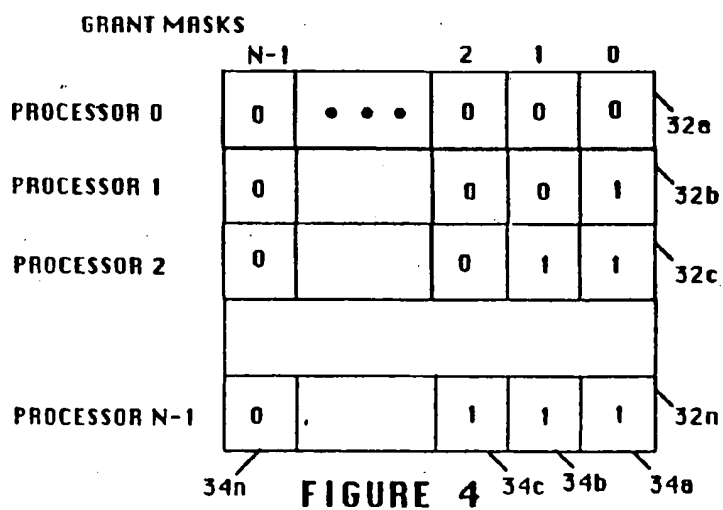 GRANT MASKS
N-1 2 1 0
PROCESSOR 0 0 • • • 0 0 0 32a
PROCESSOR 1 0 0 0 1 32b
PROCESSOR 2 0 0 1 1 32c
PROCESSOR N-1 0 1 1 1 32n
34n FIGURE 4 34c 34b 34a